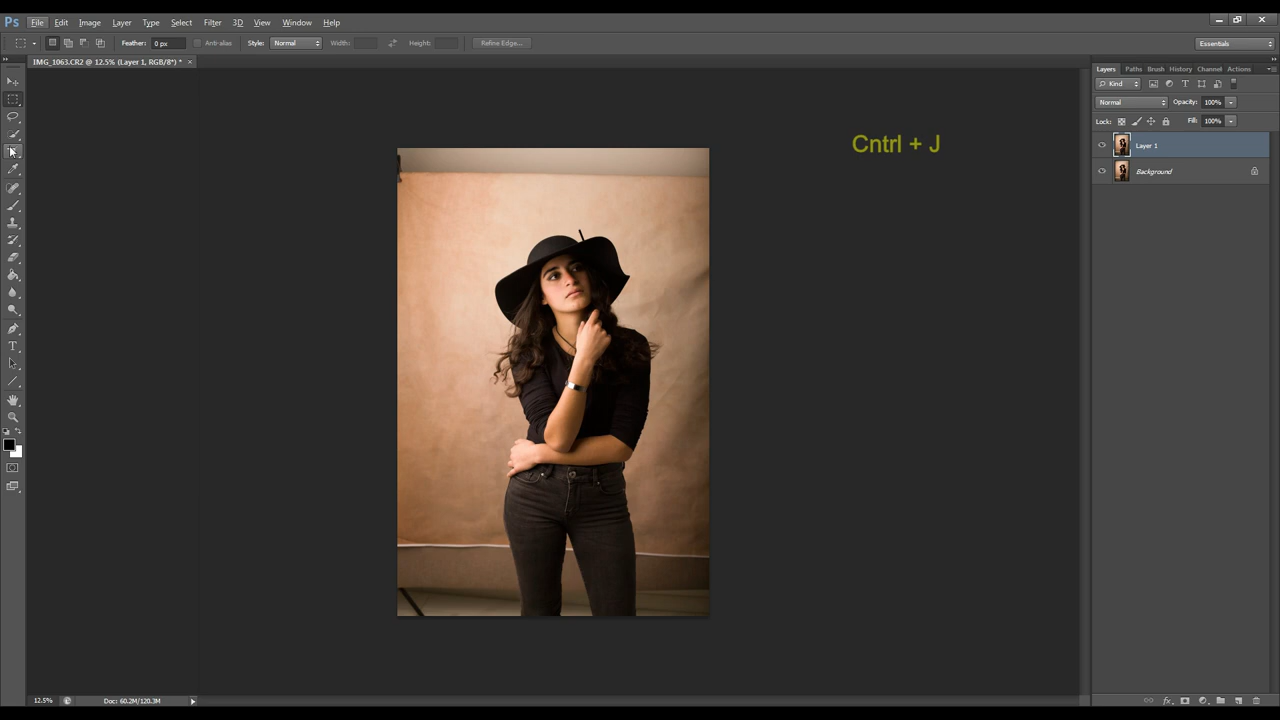 Ps File Edit Image Layer Type Select Filter 3D View Window Help
Feather: 0 px Anti-alias Style: Normal Width: Height: Refine Edge... Essentials
IMG_1063.CR2 @ 12.5% (Layer 1, RGB/8*) * ×
Layers Paths Brush History Channel Actions
Kind
Normal Opacity: 100%
Lock: Fill: 100%
Cntrl + J
Layer 1
Background
12.5% Doc: 60.2M/120.3M